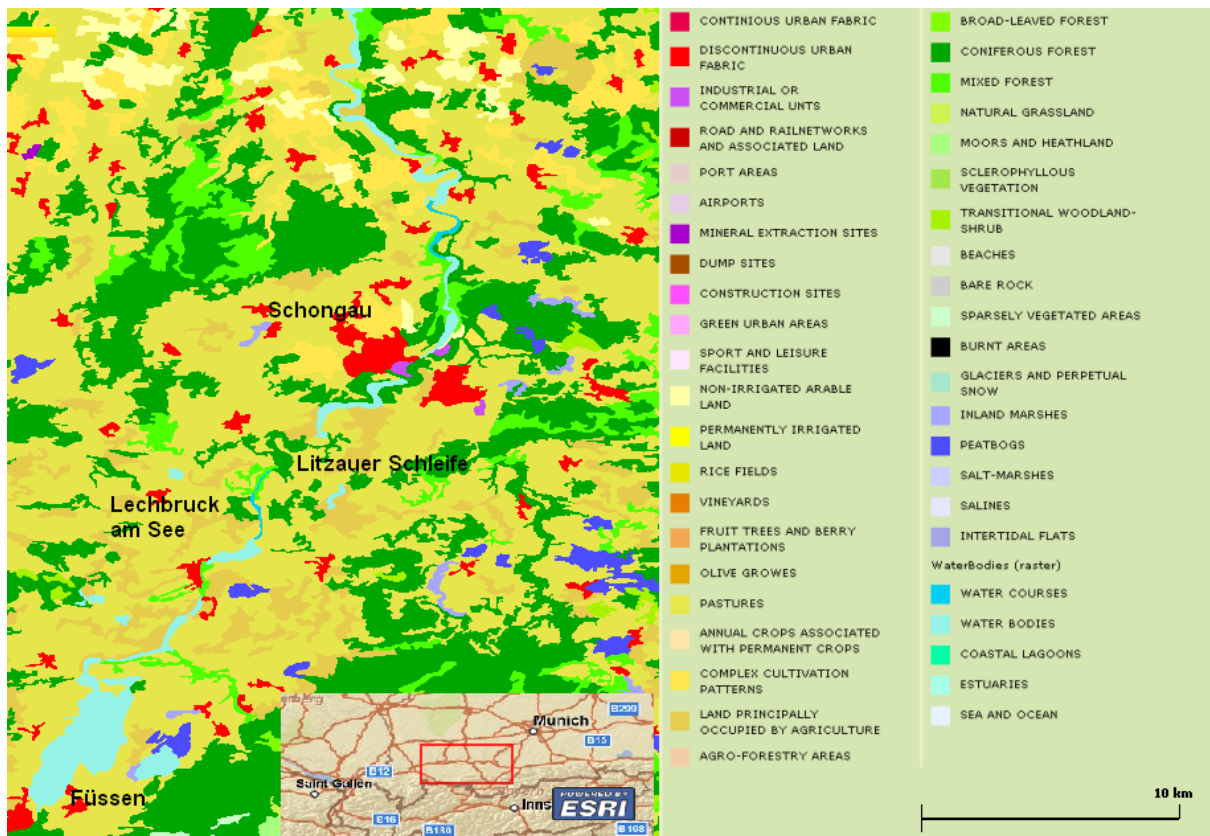 Schongau
Litzauer Schleife
Lechbruck
am See
Füssen
Munich
B299
B15
B12
Saint Gallen
B16
B180
B108
POWERED BY
ESRI
CONTINIOUS URBAN FABRIC
DISCONTINUOUS URBAN
FABRIC
INDUSTRIAL OR
COMMERCIAL UNTS
ROAD AND RAILNETWORKS
AND ASSOCIATED LAND
PORT AREAS
AIRPORTS
MINERAL EXTRACTION SITES
DUMP SITES
CONSTRUCTION SITES
GREEN URBAN AREAS
SPORT AND LEISURE
FACILITIES
NON-IRRIGATED ARABLE
LAND
PERMANENTLY IRRIGATED
LAND
RICE FIELDS
VINEYARDS
FRUIT TREES AND BERRY
PLANTATIONS
OLIVE GROWES
PASTURES
ANNUAL CROPS ASSOCIATED
WITH PERMANENT CROPS
COMPLEX CULTIVATION
PATTERNS
LAND PRINCIPALLY
OCCUPIED BY AGRICULTURE
AGRO-FORESTRY AREAS
BROAD-LEAVED FOREST
CONIFEROUS FOREST
MIXED FOREST
NATURAL GRASSLAND
MOORS AND HEATHLAND
SCLEROPHYLLOUS
VEGETATION
TRANSITIONAL WOODLAND-
SHRUB
BEACHES
BARE ROCK
SPARSELY VEGETATED AREAS
BURNT AREAS
GLACIERS AND PERPETUAL
SNOW
INLAND MARSHES
PEATBOGS
SALT-MARSHES
SALINES
INTERTIDAL FLATS
WaterBodies (raster)
WATER COURSES
WATER BODIES
COASTAL LAGOONS
ESTUARIES
SEA AND OCEAN
10 km